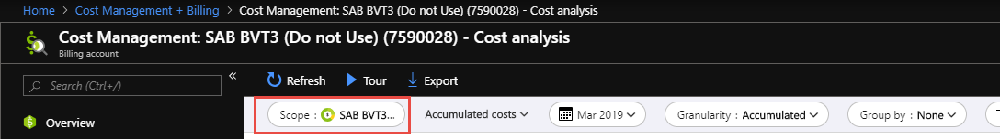 Home > Cost Management + Billing > Cost Management: SAB BVT3 (Do not Use) (7590028) - Cost analysis
Cost Management: SAB BVT3 (Do not Use) (7590028) - Cost analysis
Billing account
Search (Ctrl+/)
«
Refresh
Tour
Export
Scope : SAB BVT3...
Accumulated costs
Mar 2019
Granularity : Accumulated
Group by : None
Overview